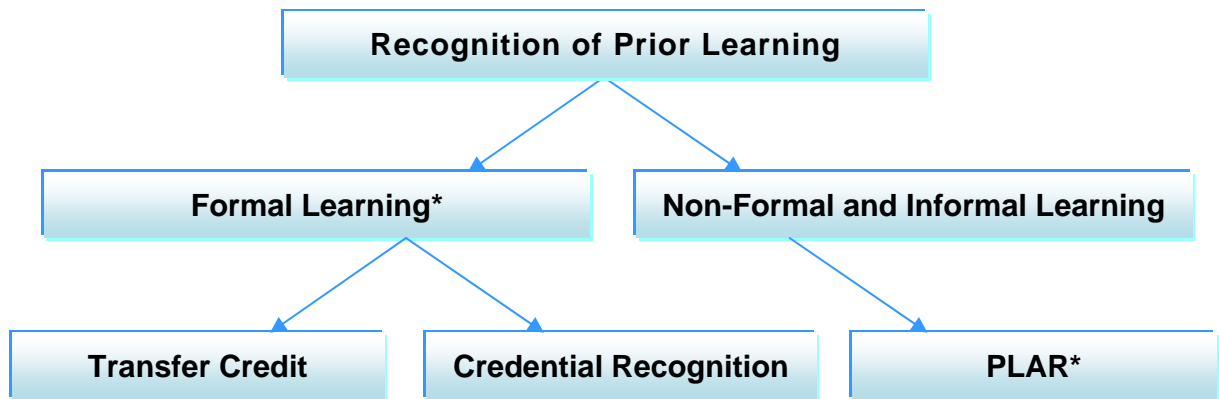 Recognition of Prior Learning
Formal Learning*
Non-Formal and Informal Learning
Transfer Credit
Credential Recognition
PLAR*